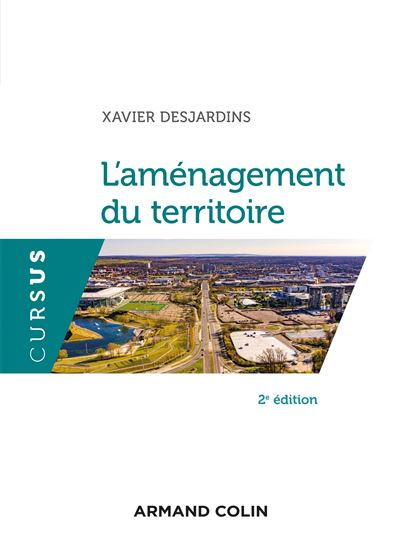 XAVIER DESJARDINS
L'aménagement
du territoire
CURSUS
2e édition
ARMAND COLIN